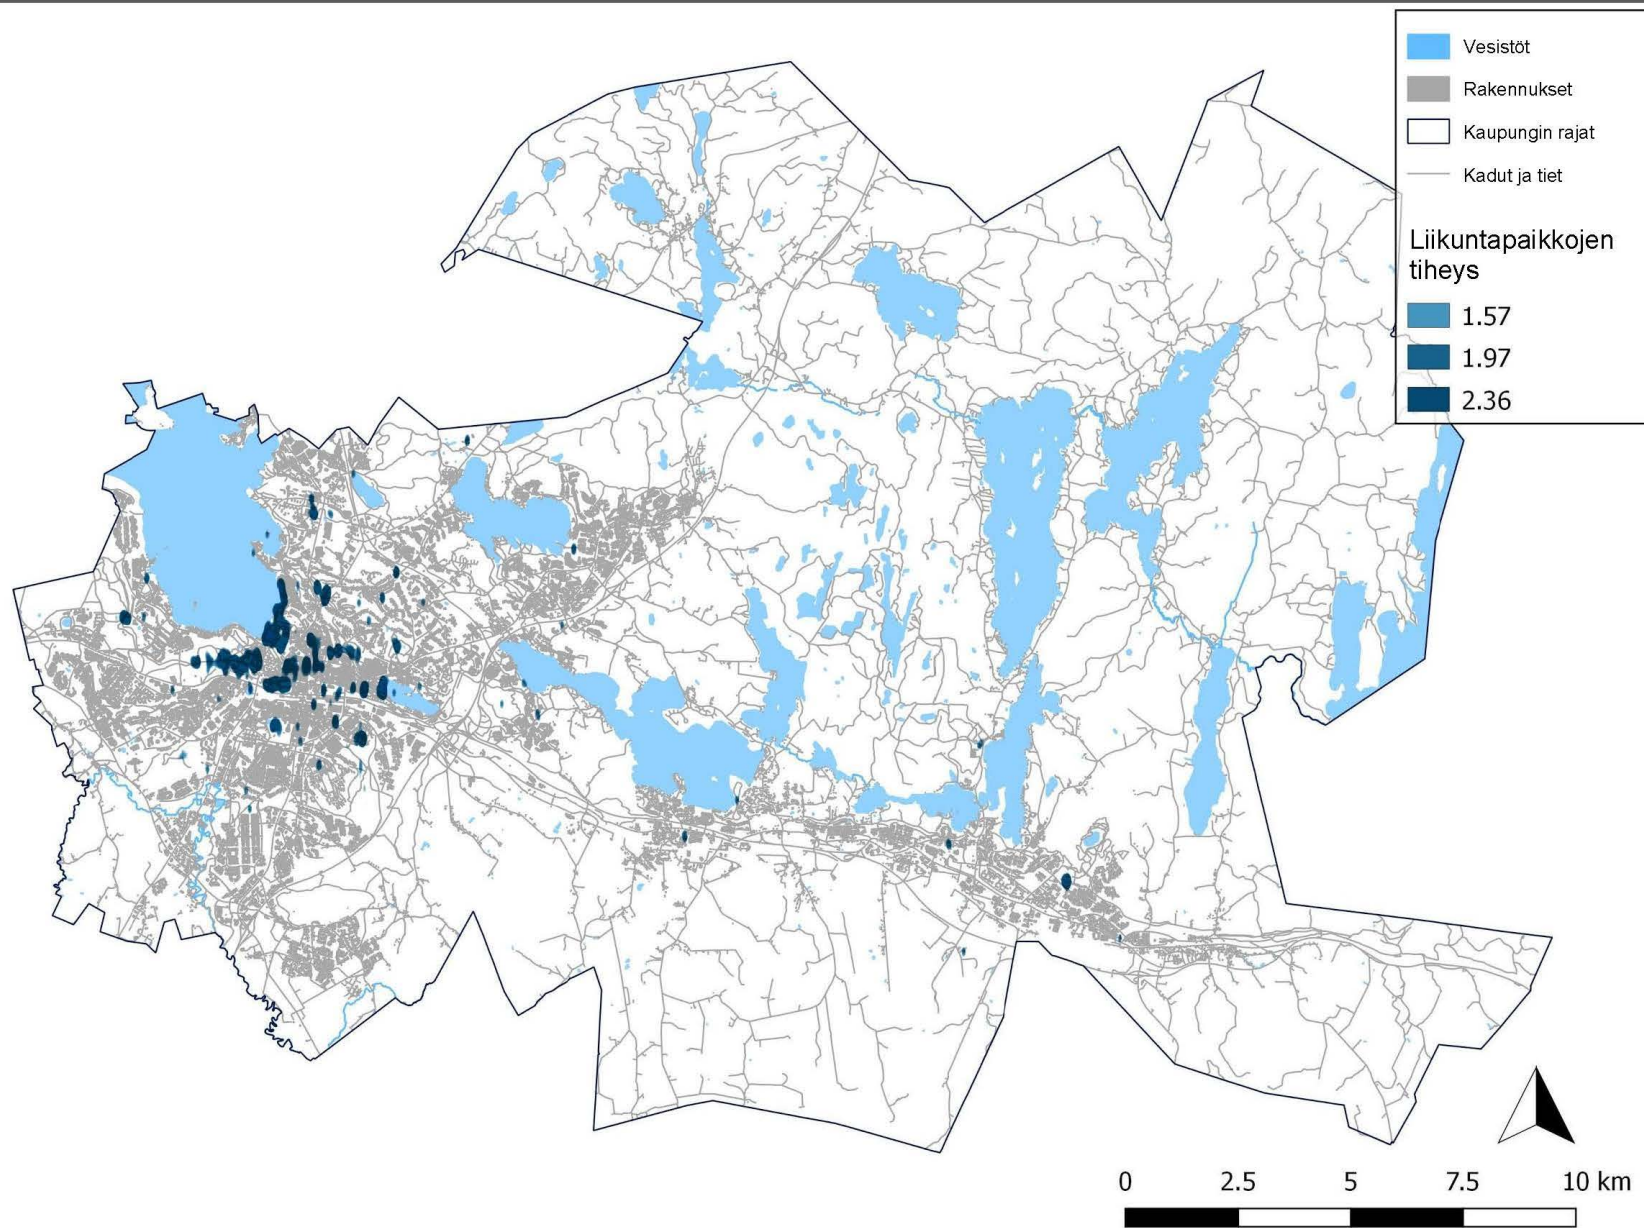 Vesistöt
Rakennukset
Kaupungin rajat
Kadut ja tiet
Liikuntapaikkojen
tiheys
1.57
1.97
2.36
0 2.5 5 7.5 10 km